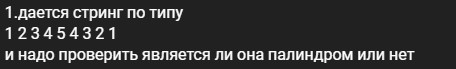 1.дается стринг по типу
1 2 3 4 5 4 3 2 1
и надо проверить является ли она палиндром или нет